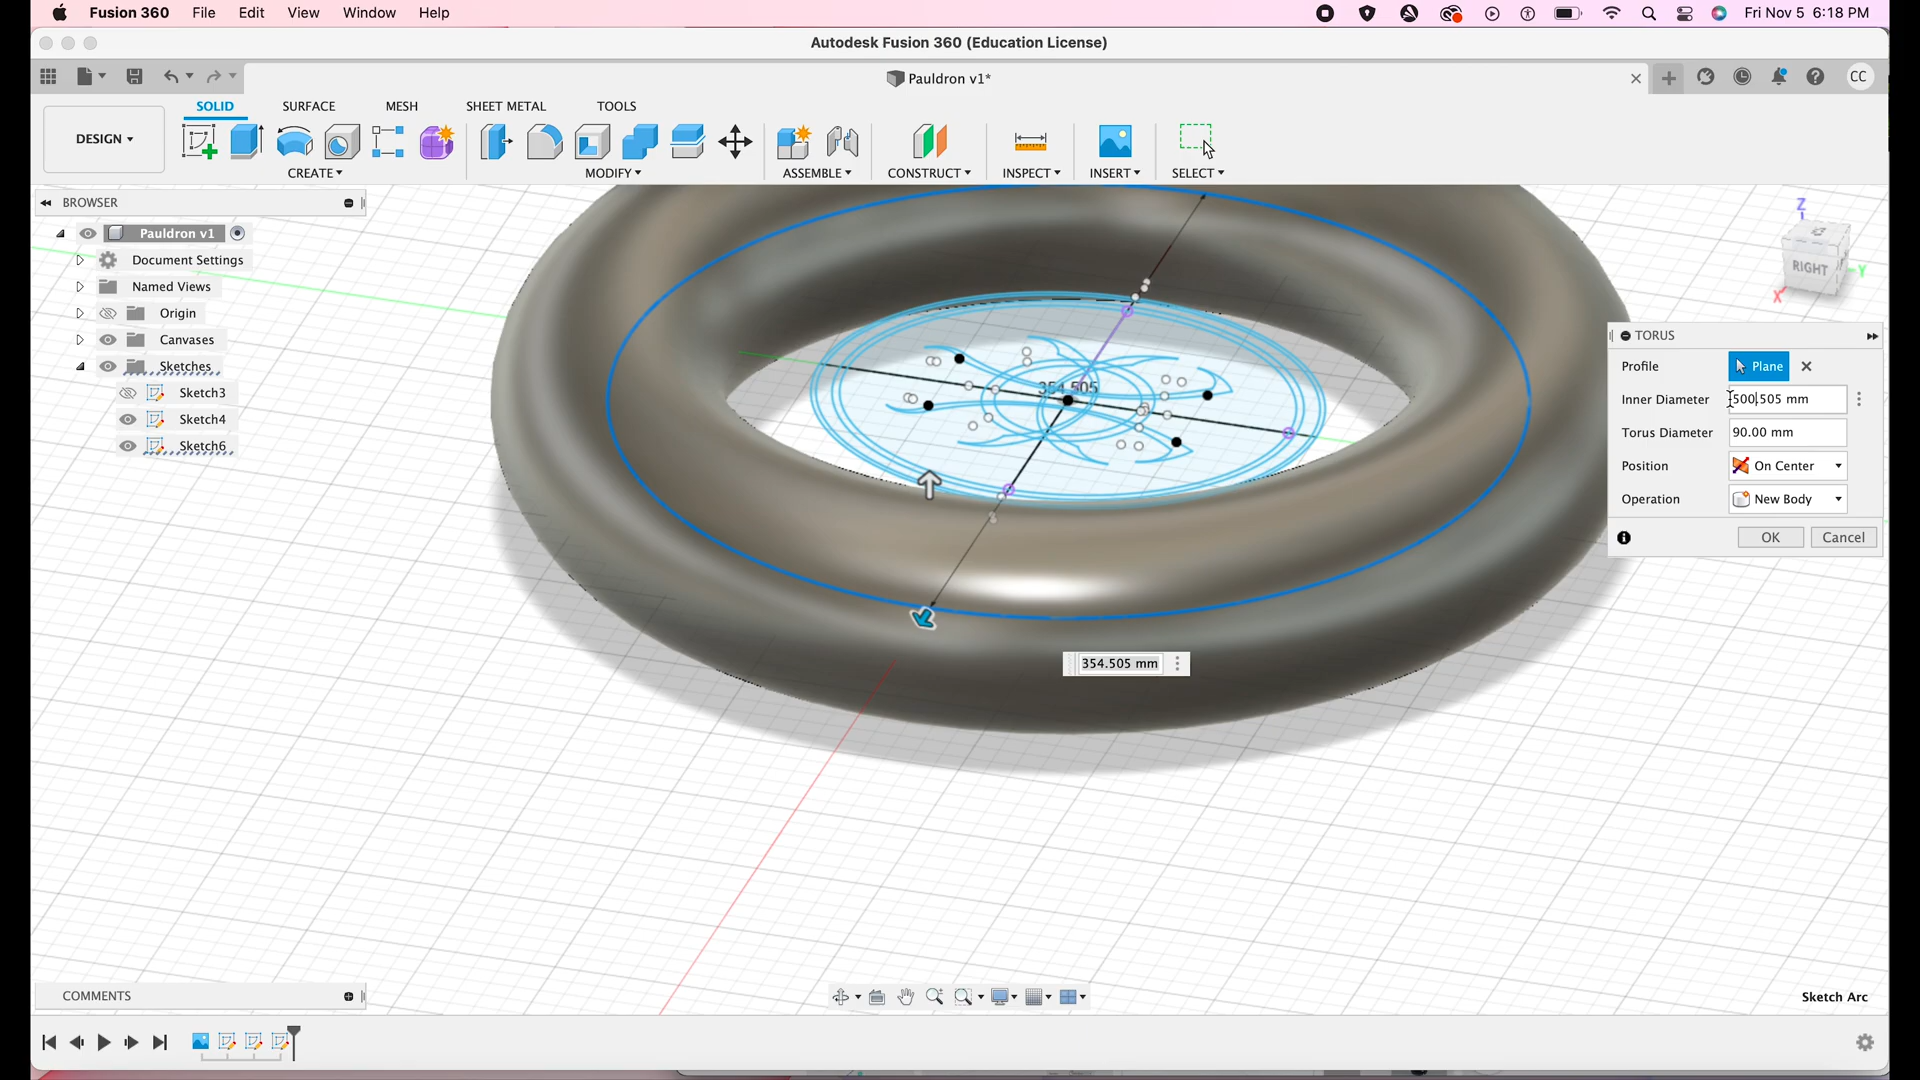 Fusion 360 File Edit View Window Help
Fri Nov 5 6:18 PM
Autodesk Fusion 360 (Education License)
Pauldron v1*
CC
SOLID SURFACE MESH SHEET METAL TOOLS
DESIGN
CREATE MODIFY ASSEMBLE CONSTRUCT INSPECT INSERT SELECT
BROWSER
Pauldron v1
Document Settings
Named Views
Origin
Canvases
Sketches
Sketch3
Sketch4
Sketch6
Z
RIGHT
Y
X
354.505
TORUS
Profile Plane
Inner Diameter 500.505 mm
Torus Diameter 90.00 mm
Position On Center
Operation New Body
OK Cancel
354.505 mm
COMMENTS
Sketch Arc